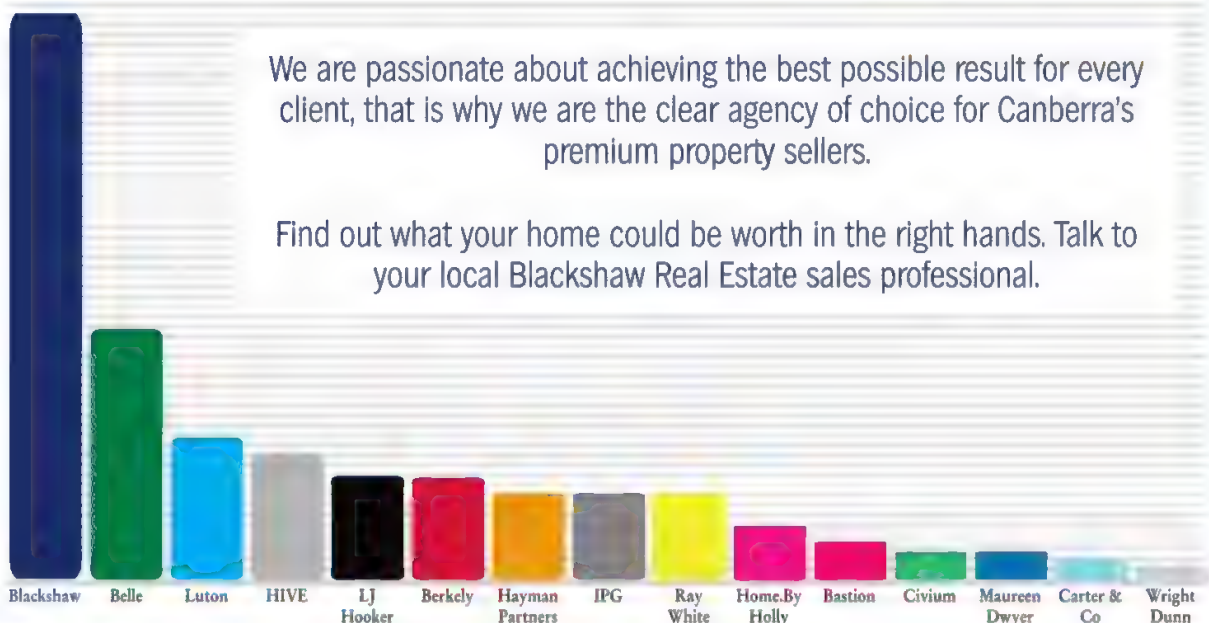 We are passionate about achieving the best possible result for every
client, that is why we are the clear agency of choice for Canberra's
premium property sellers.
Find out what your home could be worth in the right hands. Talk to
your local Blackshaw Real Estate sales professional.
Blackshaw Belle Luton HIVE LJ Hooker Berkely Hayman Partners IPG Ray White Home.By Holly Bastion Civium Maureen Dwyer Carter & Co Wright Dunn